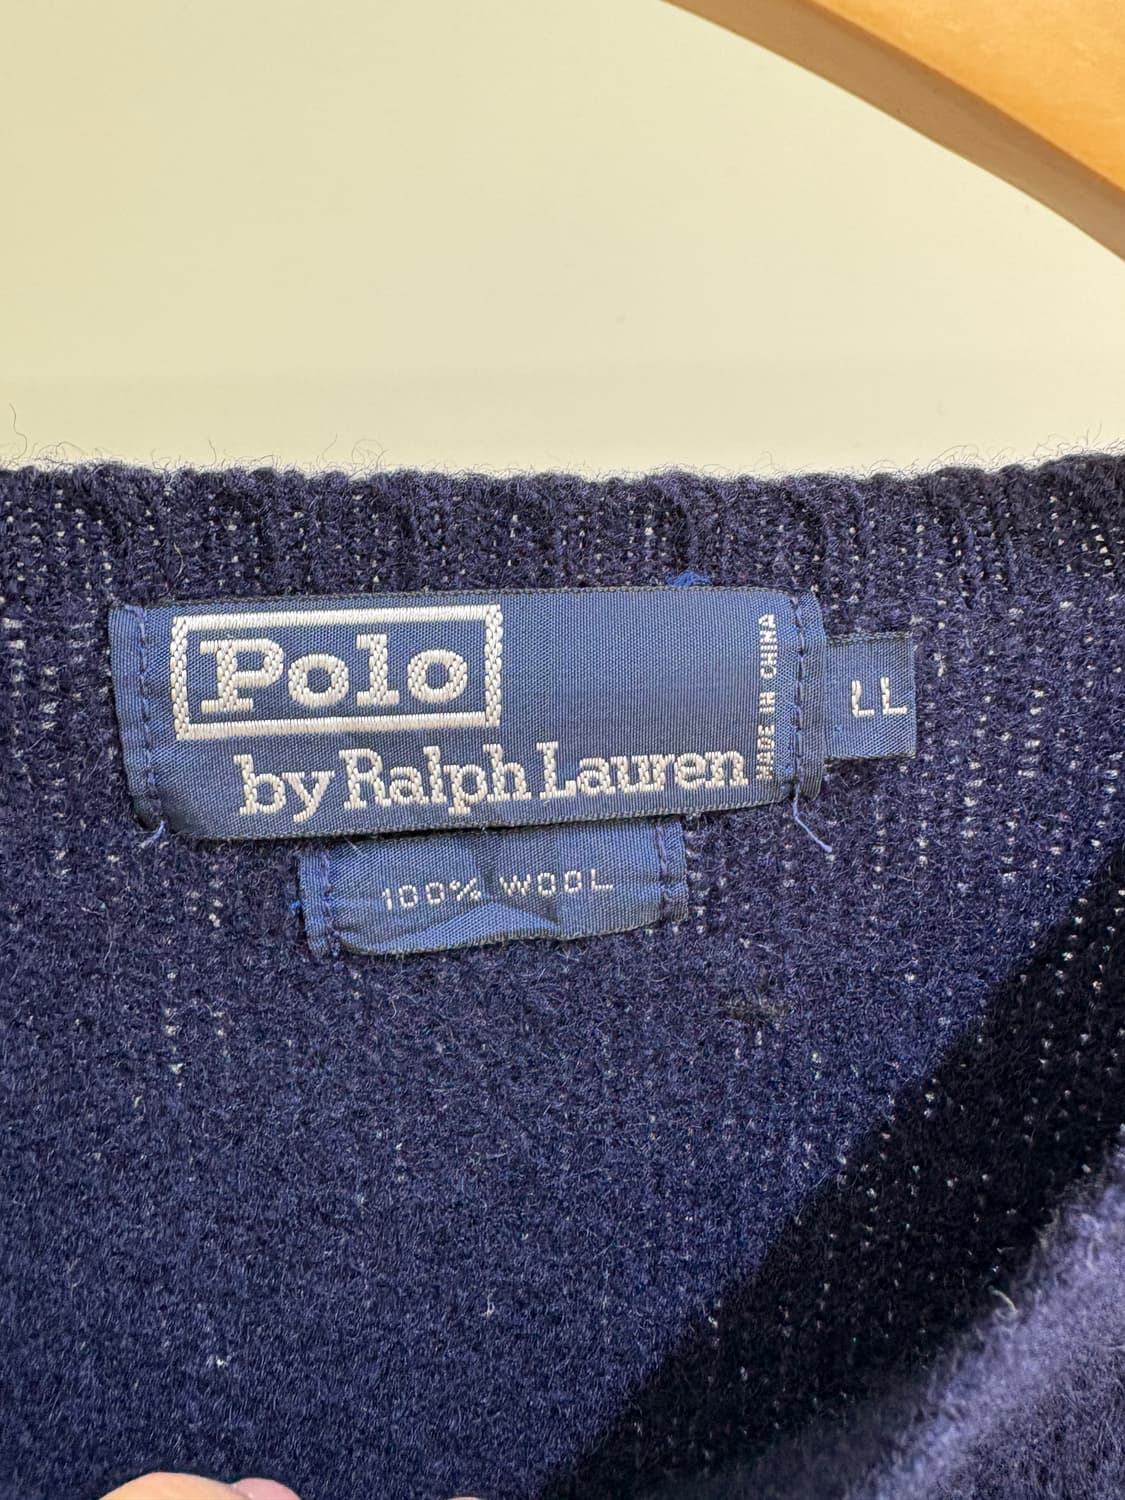 Polo
by Ralph Lauren
MADE IN CHINA
LL
100% WOOL